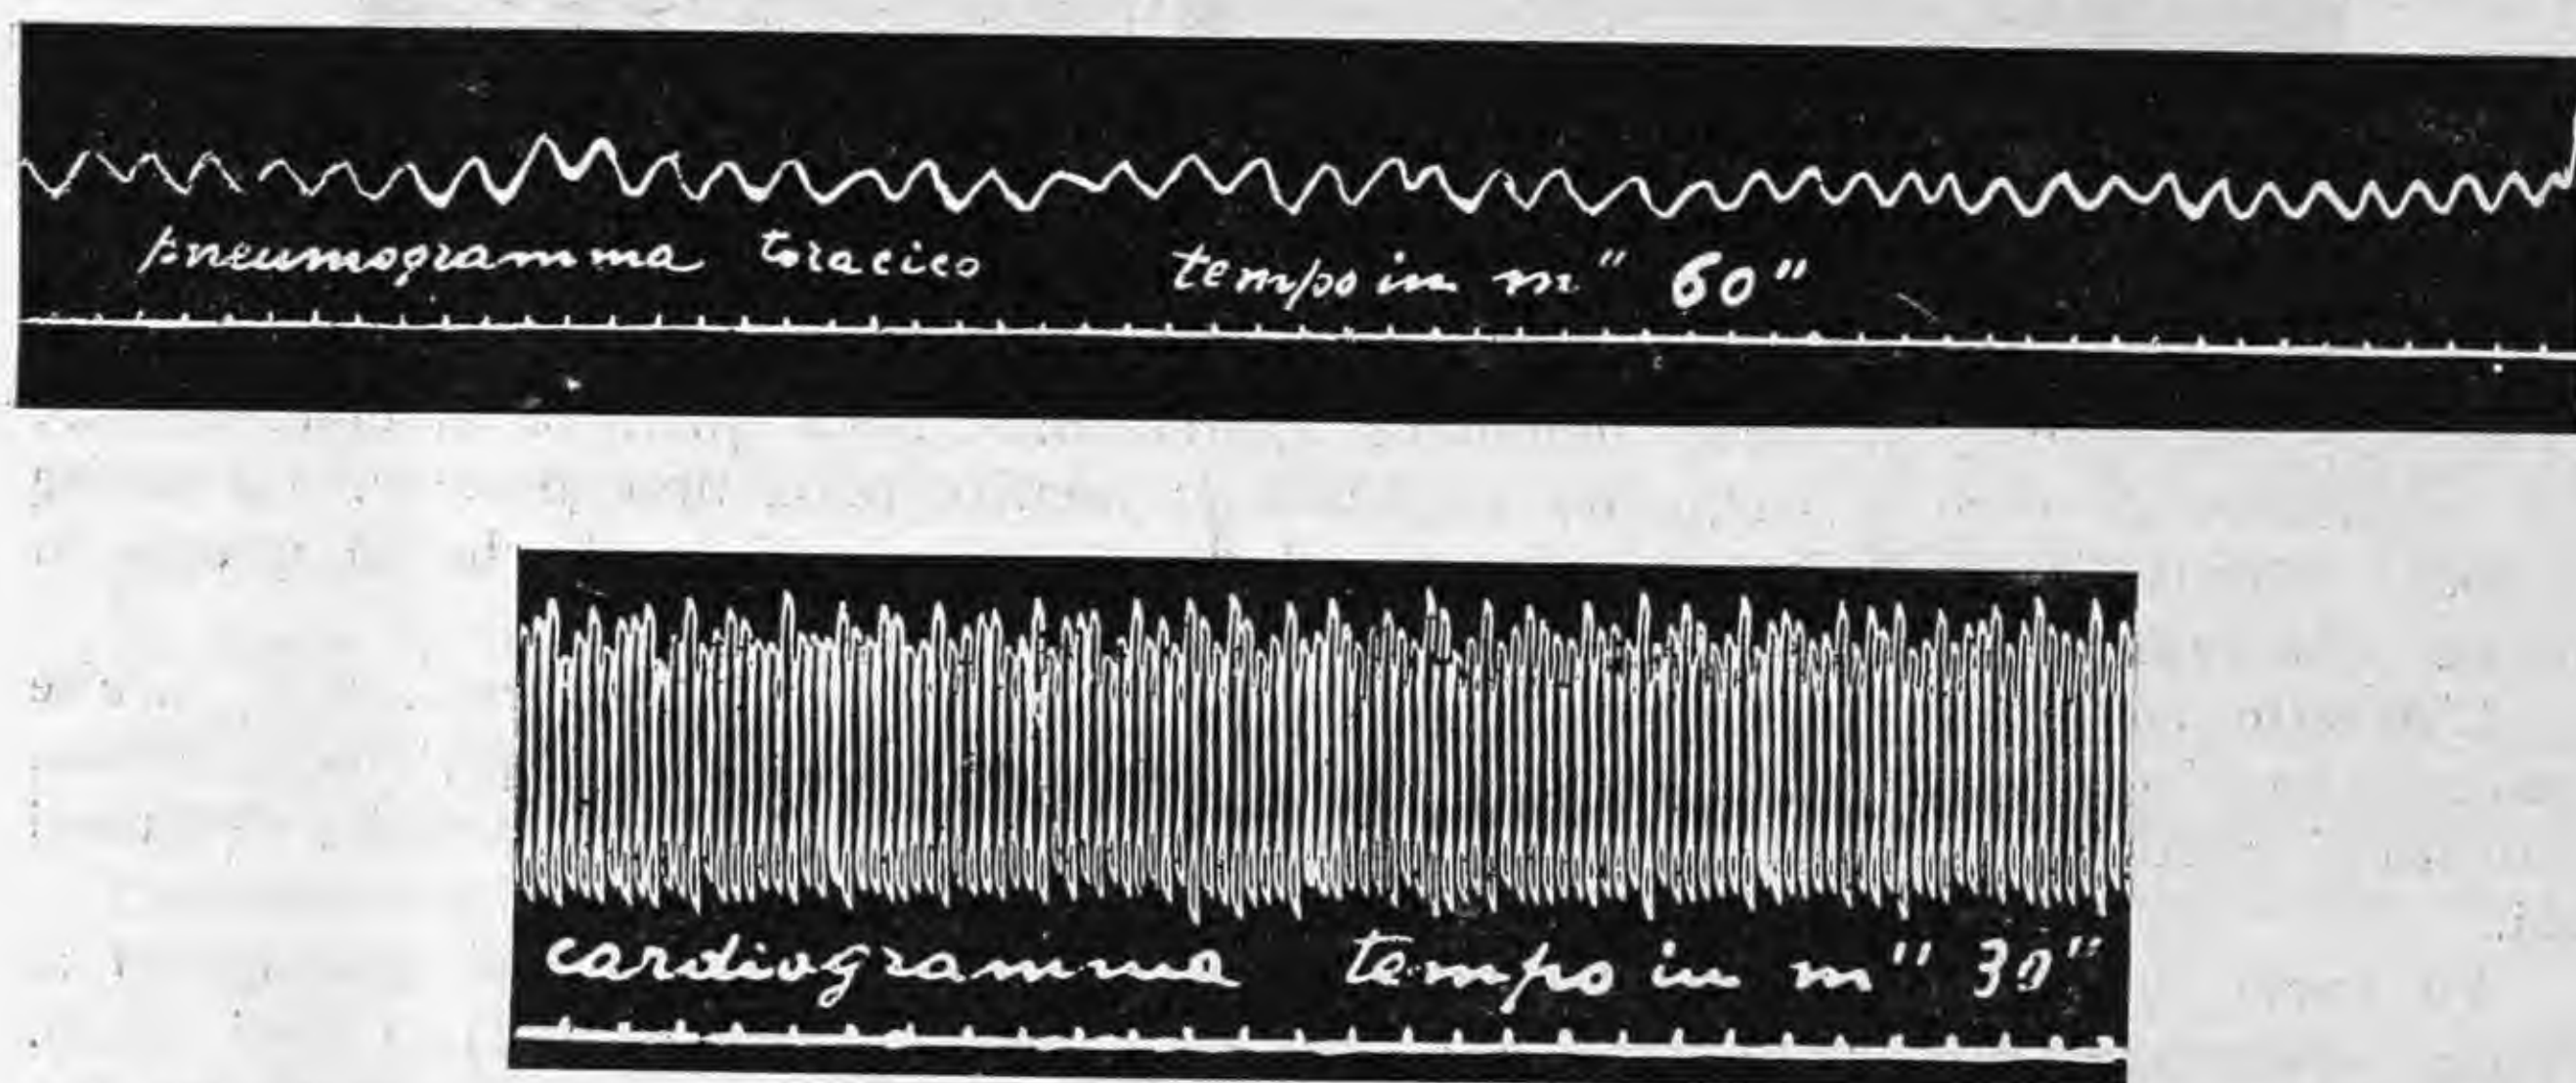 pneumogramma toracico tempo in m" 60"
cardiogramma tempo in m" 30"